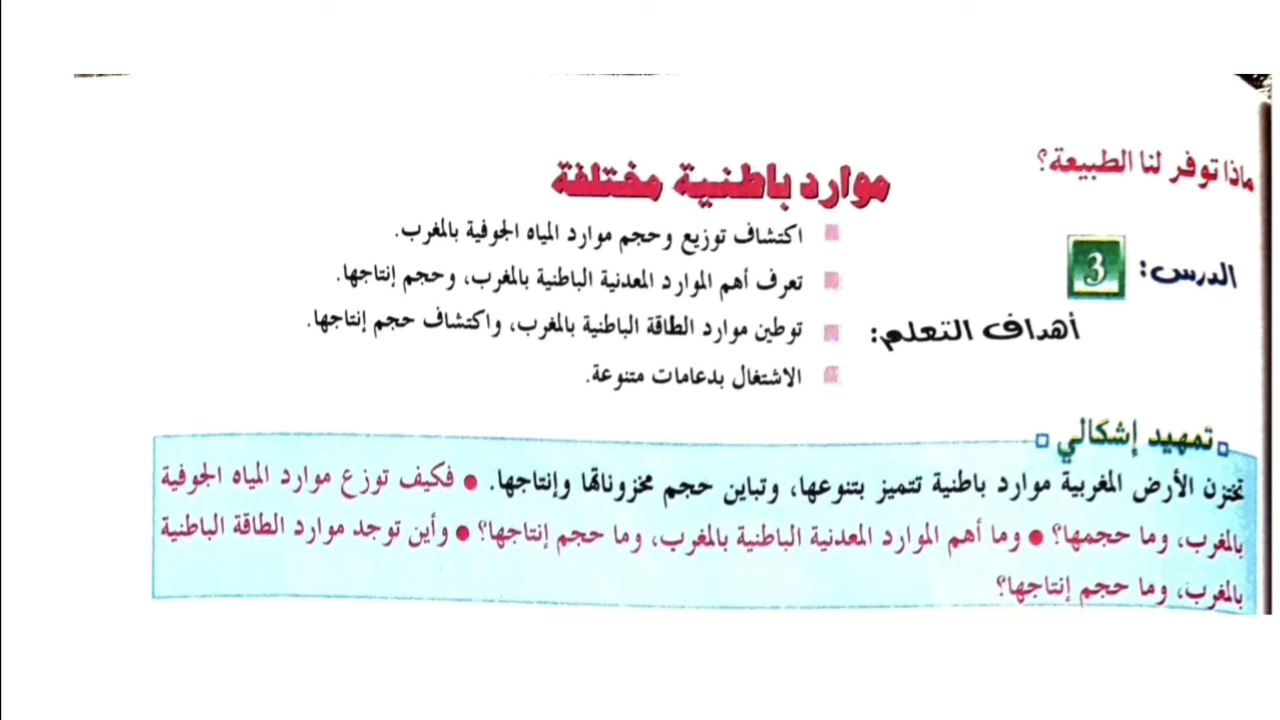 ماذا توفر لنا الطبيعة؟
موارد باطنية مختلفة
الدرس: 3
أهداف التعلم:
اكتشاف توزيع وحجم موارد المياه الجوفية بالمغرب.
تعرف أهم الموارد المعدنية الباطنية بالمغرب، وحجم إنتاجها.
توطين موارد الطاقة الباطنية بالمغرب، واكتشاف حجم إنتاجها.
الاشتغال بدعامات متنوعة.
تمهيد إشكالي
تختزن الأرض المغربية موارد باطنية تتميز بتنوعها، وتباين حجم مخزوناتها وإنتاجها. ● فكيف توزع موارد المياه الجوفية
بالمغرب، وما حجمها؟ ● وما أهم الموارد المعدنية الباطنية بالمغرب، وما حجم إنتاجها؟ ● وأين توجد موارد الطاقة الباطنية
بالمغرب، وما حجم إنتاجها؟